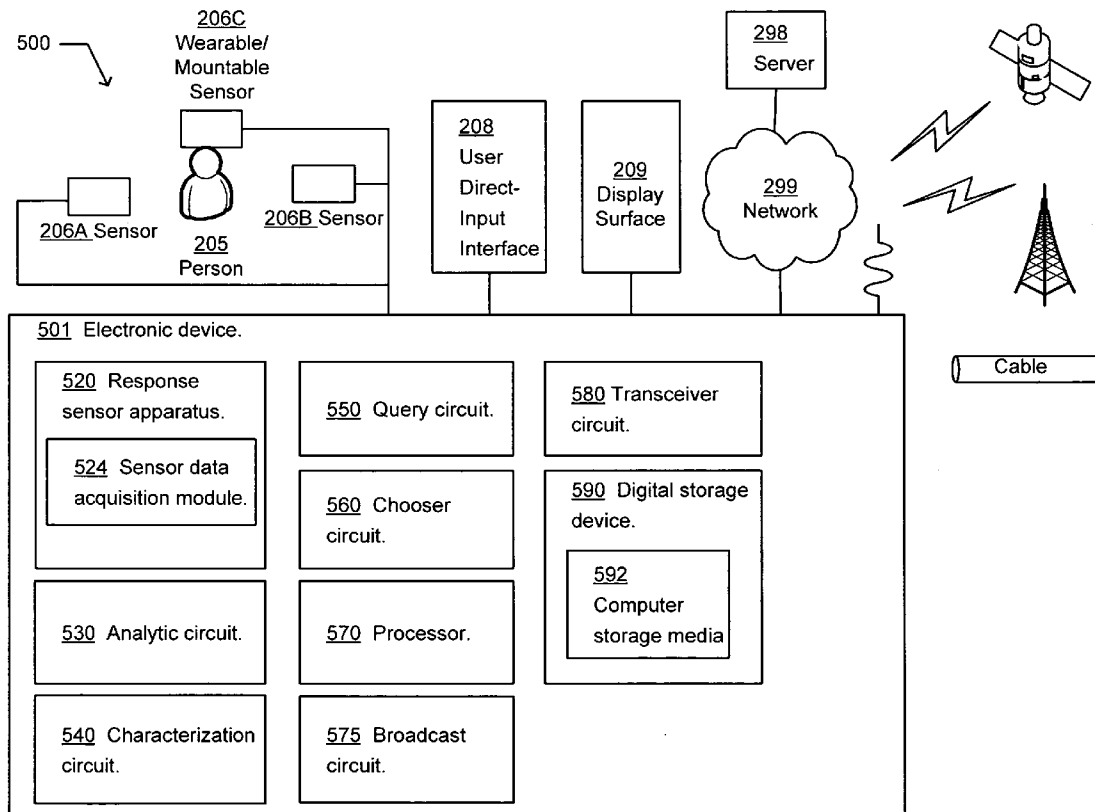 500
206C
Wearable/
Mountable
Sensor
206A Sensor
206B Sensor
205
Person
208
User
Direct-
Input
Interface
209
Display
Surface
298
Server
299
Network
Cable
501 Electronic device.
520 Response
sensor apparatus.
524 Sensor data
acquisition module.
530 Analytic circuit.
540 Characterization
circuit.
550 Query circuit.
560 Chooser
circuit.
570 Processor.
575 Broadcast
circuit.
580 Transceiver
circuit.
590 Digital storage
device.
592
Computer
storage media